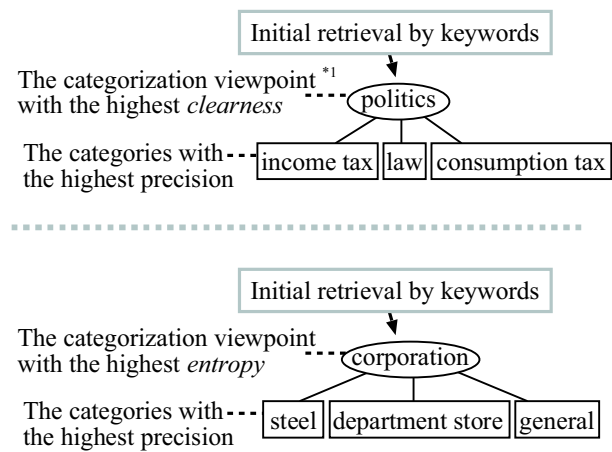 Initial retrieval by keywords
The categorization viewpoint *1
with the highest clearness
politics
The categories with
the highest precision
income tax
law
consumption tax
Initial retrieval by keywords
The categorization viewpoint
with the highest entropy
corporation
The categories with
the highest precision
steel
department store
general